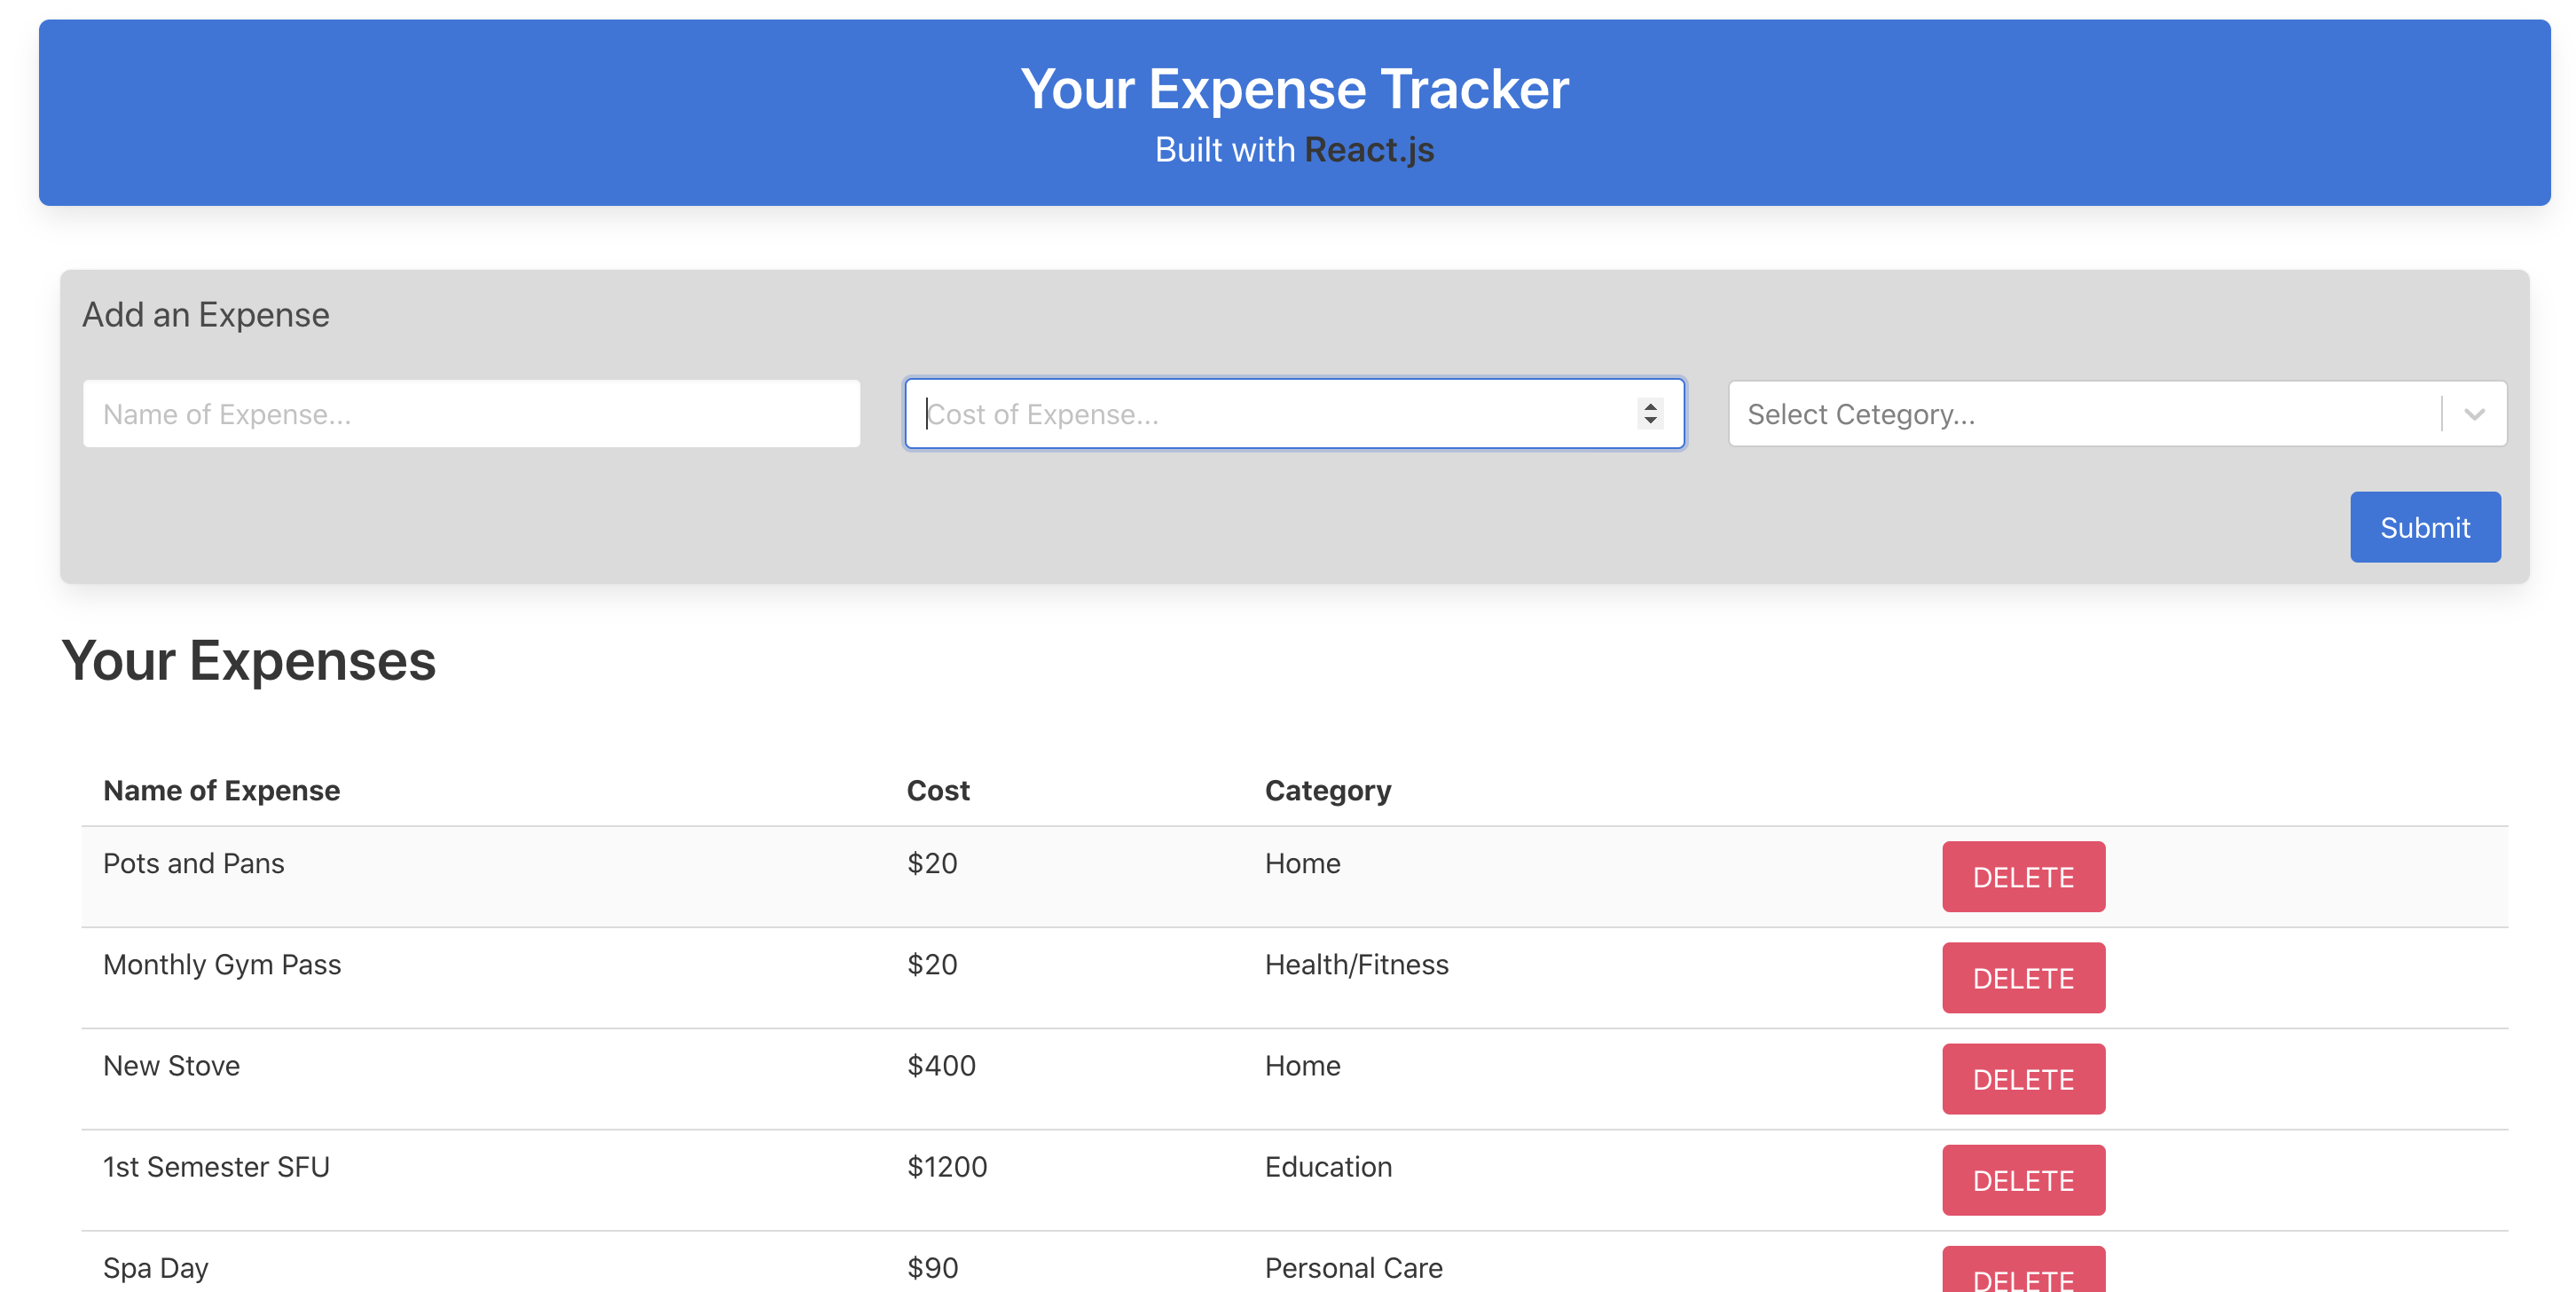 Your Expense Tracker
Built with React.js
Add an Expense
Name of Expense...
Cost of Expense...
Select Cetegory...
Submit
Your Expenses
Name of Expense Cost Category
Pots and Pans $20 Home DELETE
Monthly Gym Pass $20 Health/Fitness DELETE
New Stove $400 Home DELETE
1st Semester SFU $1200 Education DELETE
Spa Day $90 Personal Care DELETE